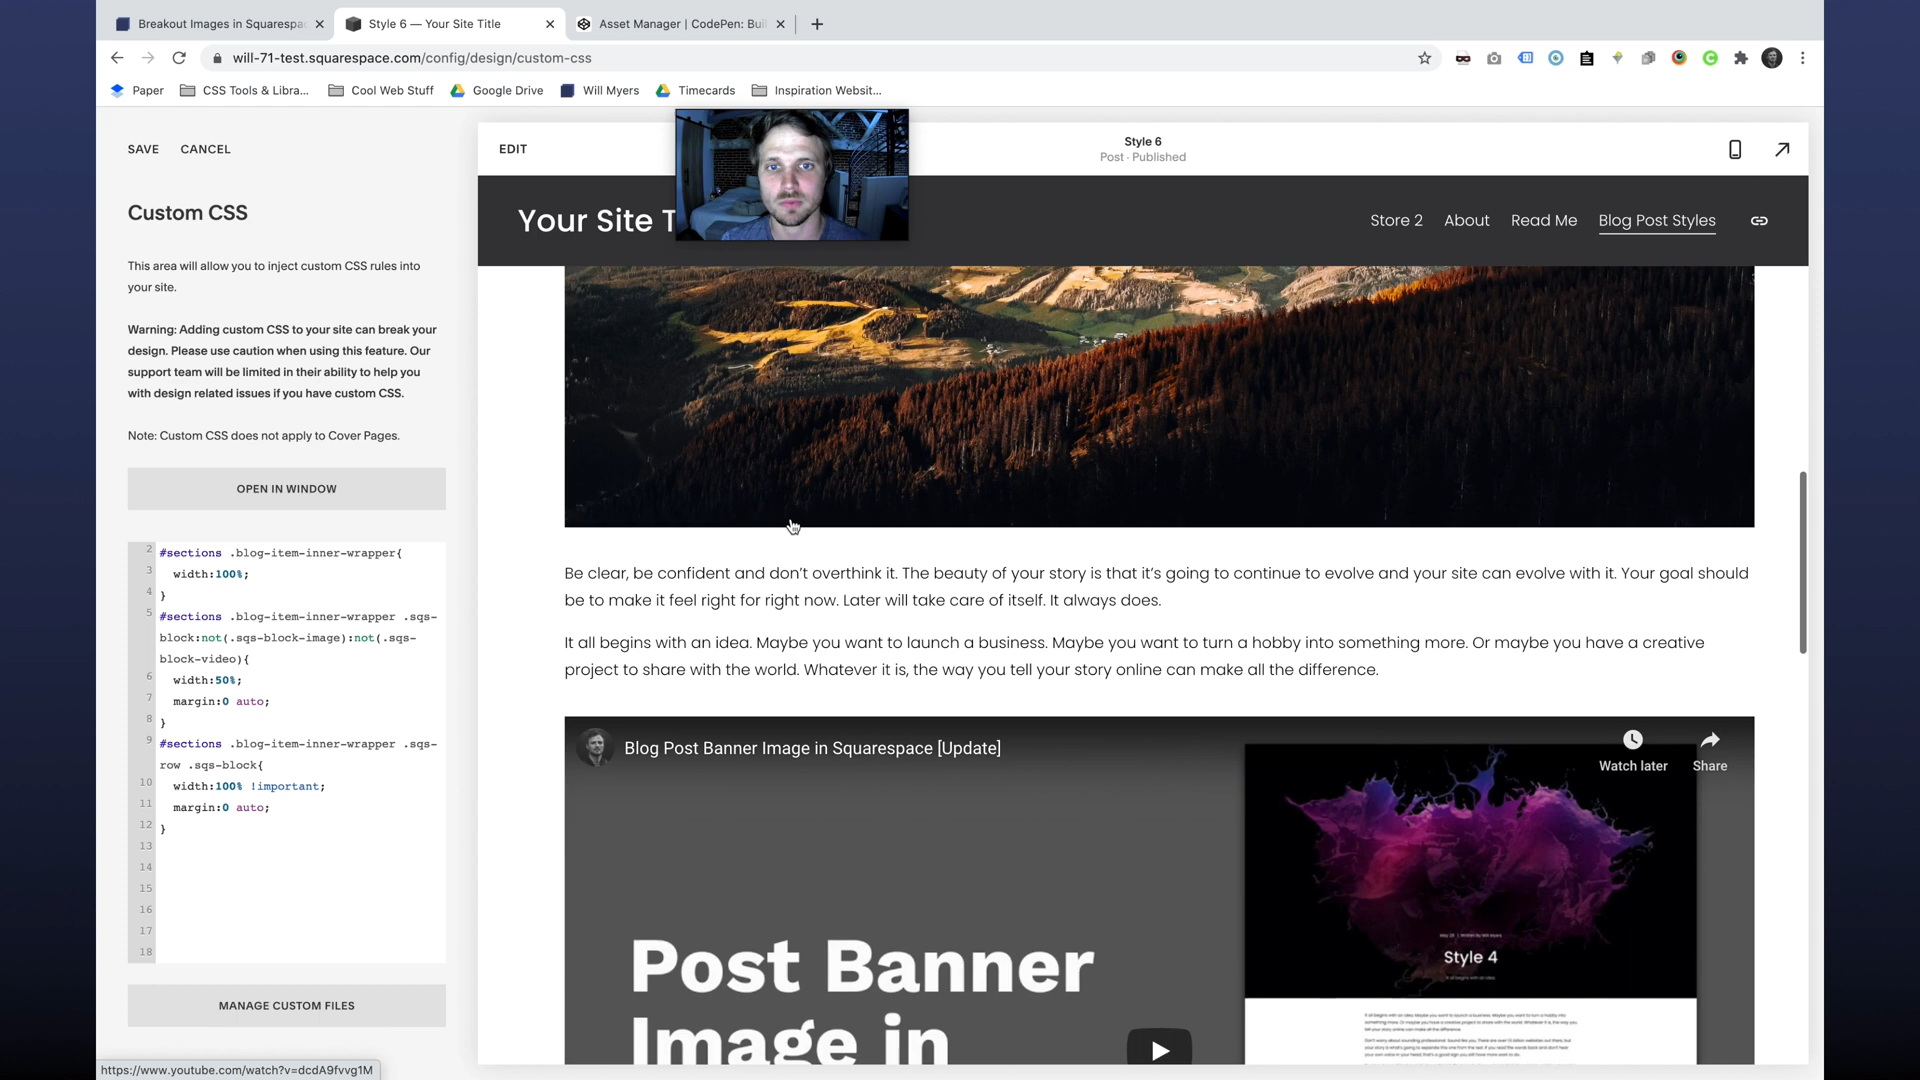 Breakout Images in Squarespac
Style 6 — Your Site Title
Asset Manager | CodePen: Buil
will-71-test.squarespace.com/config/design/custom-css
Paper
CSS Tools & Libra...
Cool Web Stuff
Google Drive
Will Myers
Timecards
Inspiration Websit...
SAVE
CANCEL
EDIT
Style 6
Post · Published
Custom CSS
Your Site T
Store 2
About
Read Me
Blog Post Styles
This area will allow you to inject custom CSS rules into
your site.
Warning: Adding custom CSS to your site can break your
design. Please use caution when using this feature. Our
support team will be limited in their ability to help you
with design related issues if you have custom CSS.
Note: Custom CSS does not apply to Cover Pages.
OPEN IN WINDOW
2 #sections .blog-item-inner-wrapper{
3 width:100%;
4 }
5 #sections .blog-item-inner-wrapper .sqs-
block:not(.sqs-block-image):not(.sqs-
block-video){
6 width:50%;
7 margin:0 auto;
8 }
9 #sections .blog-item-inner-wrapper .sqs-
row .sqs-block{
10 width:100% !important;
11 margin:0 auto;
12 }
13
14
15
16
17
18
MANAGE CUSTOM FILES
Be clear, be confident and don't overthink it. The beauty of your story is that it's going to continue to evolve and your site can evolve with it. Your goal should
be to make it feel right for right now. Later will take care of itself. It always does.
It all begins with an idea. Maybe you want to launch a business. Maybe you want to turn a hobby into something more. Or maybe you have a creative
project to share with the world. Whatever it is, the way you tell your story online can make all the difference.
Blog Post Banner Image in Squarespace [Update]
Watch later
Share
Post Banner
Image in
Style 4
https://www.youtube.com/watch?v=dcdA9fvvg1M